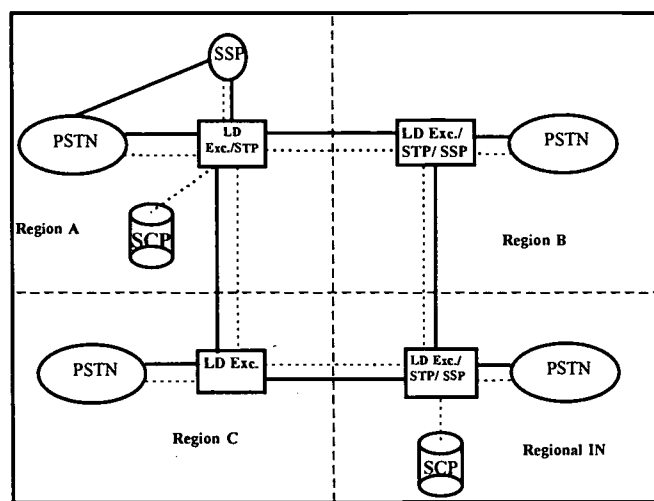 SSP
PSTN
LD
Exc./STP
LD Exc./
STP/ SSP
PSTN
Region A
SCP
Region B
PSTN
LD Exc.
LD Exc./
STP/ SSP
PSTN
Region C
SCP
Regional IN